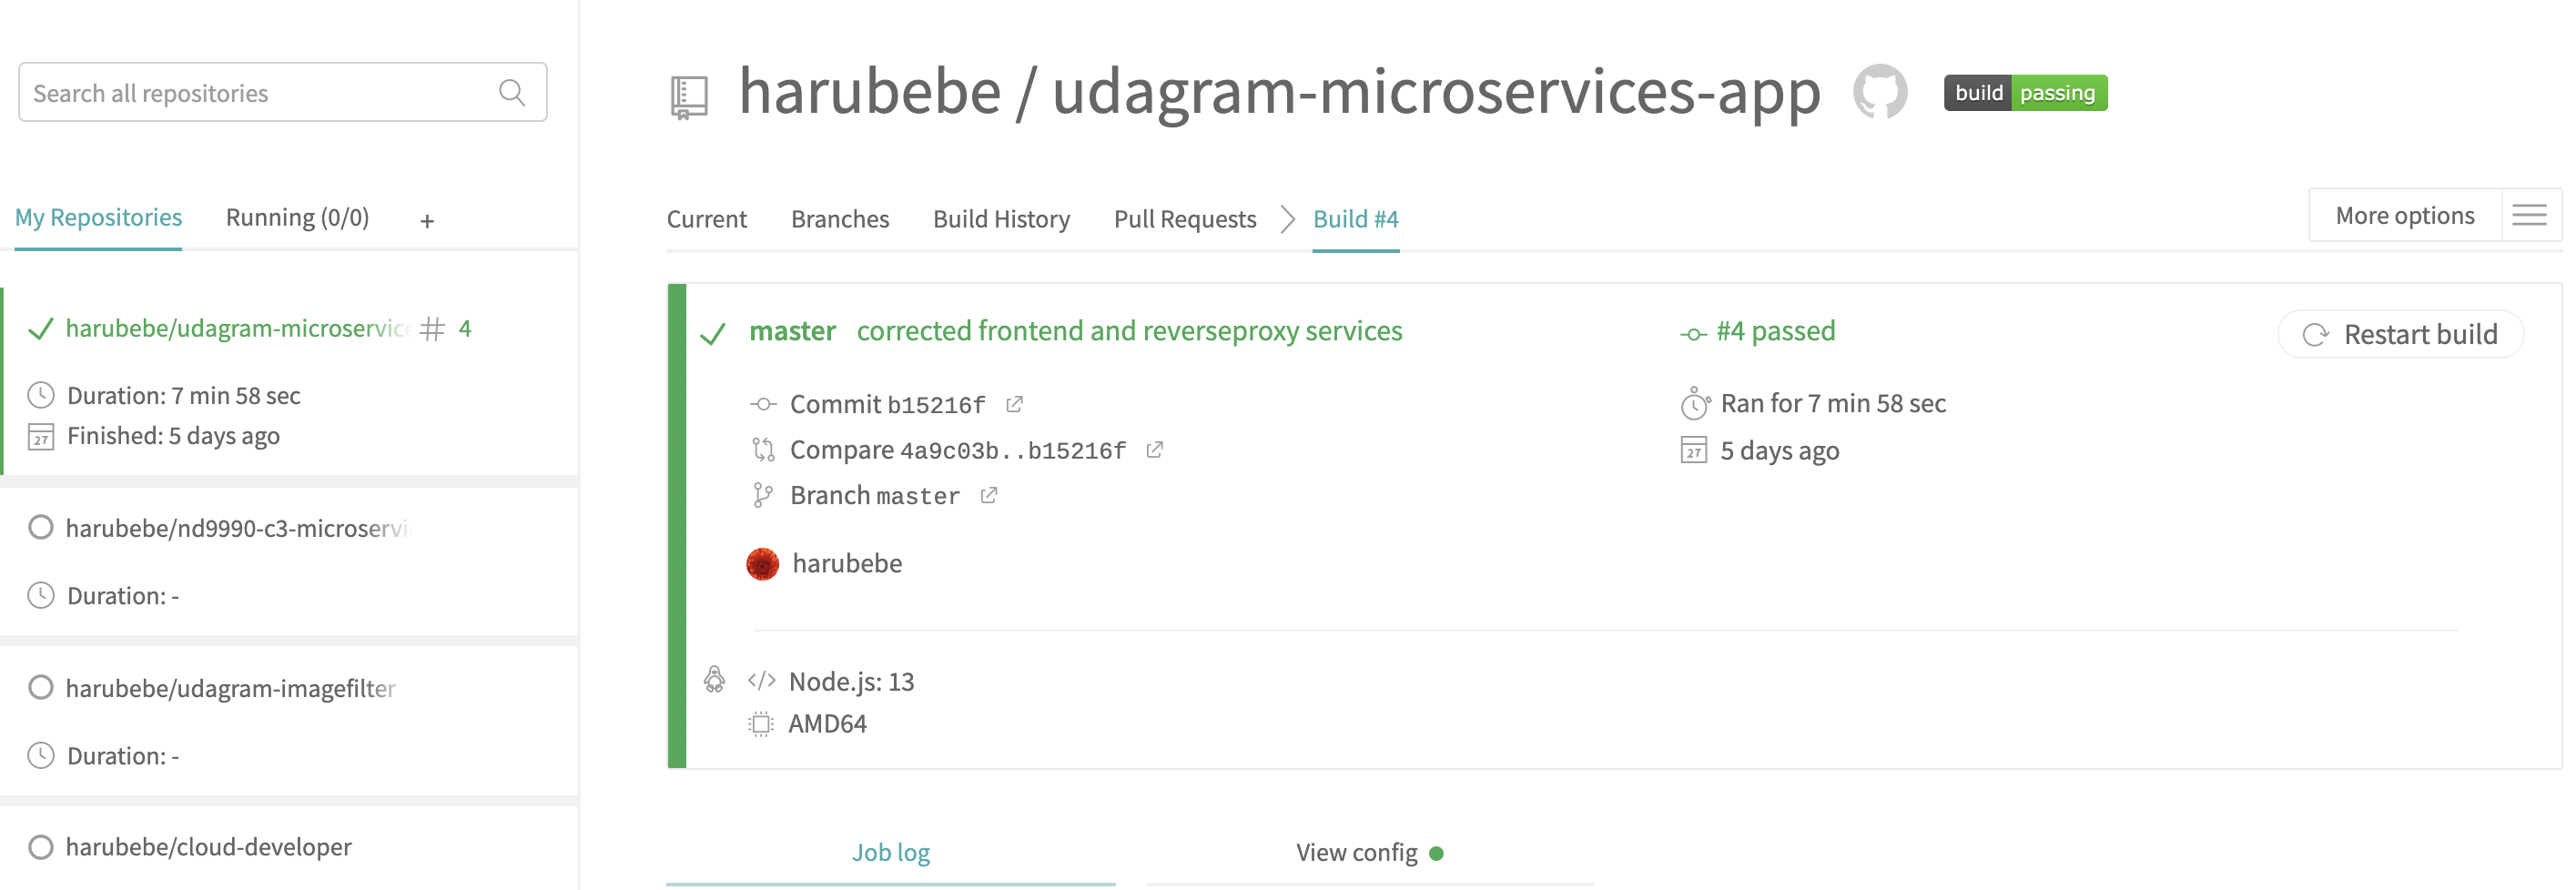 Search all repositories
My Repositories
Running (0/0)
+
harubebe/udagram-microservice # 4
Duration: 7 min 58 sec
27 Finished: 5 days ago
harubebe/nd9990-c3-microservi
Duration: -
harubebe/udagram-imagefilter
Duration: -
harubebe/cloud-developer
harubebe / udagram-microservices-app
build passing
Current
Branches
Build History
Pull Requests
Build #4
More options
master corrected frontend and reverseproxy services
Commit b15216f
Compare 4a9c03b..b15216f
Branch master
harubebe
#4 passed
Ran for 7 min 58 sec
27 5 days ago
Restart build
</> Node.js: 13
AMD64
Job log
View config